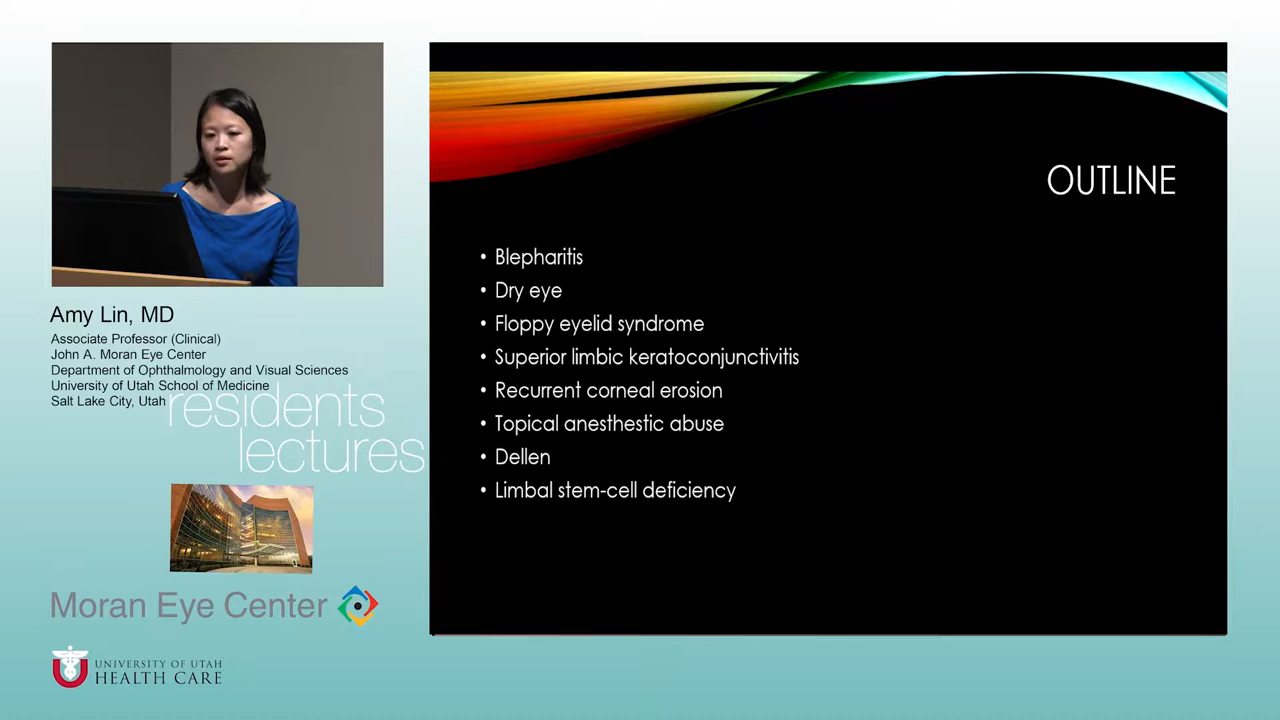 Amy Lin, MD
Associate Professor (Clinical)
John A. Moran Eye Center
Department of Ophthalmology and Visual Sciences
University of Utah School of Medicine
Salt Lake City, Utah
residents
lectures
Moran Eye Center
UNIVERSITY OF UTAH
HEALTH CARE
OUTLINE
• Blepharitis
• Dry eye
• Floppy eyelid syndrome
• Superior limbic keratoconjunctivitis
• Recurrent corneal erosion
• Topical anesthestic abuse
• Dellen
• Limbal stem-cell deficiency